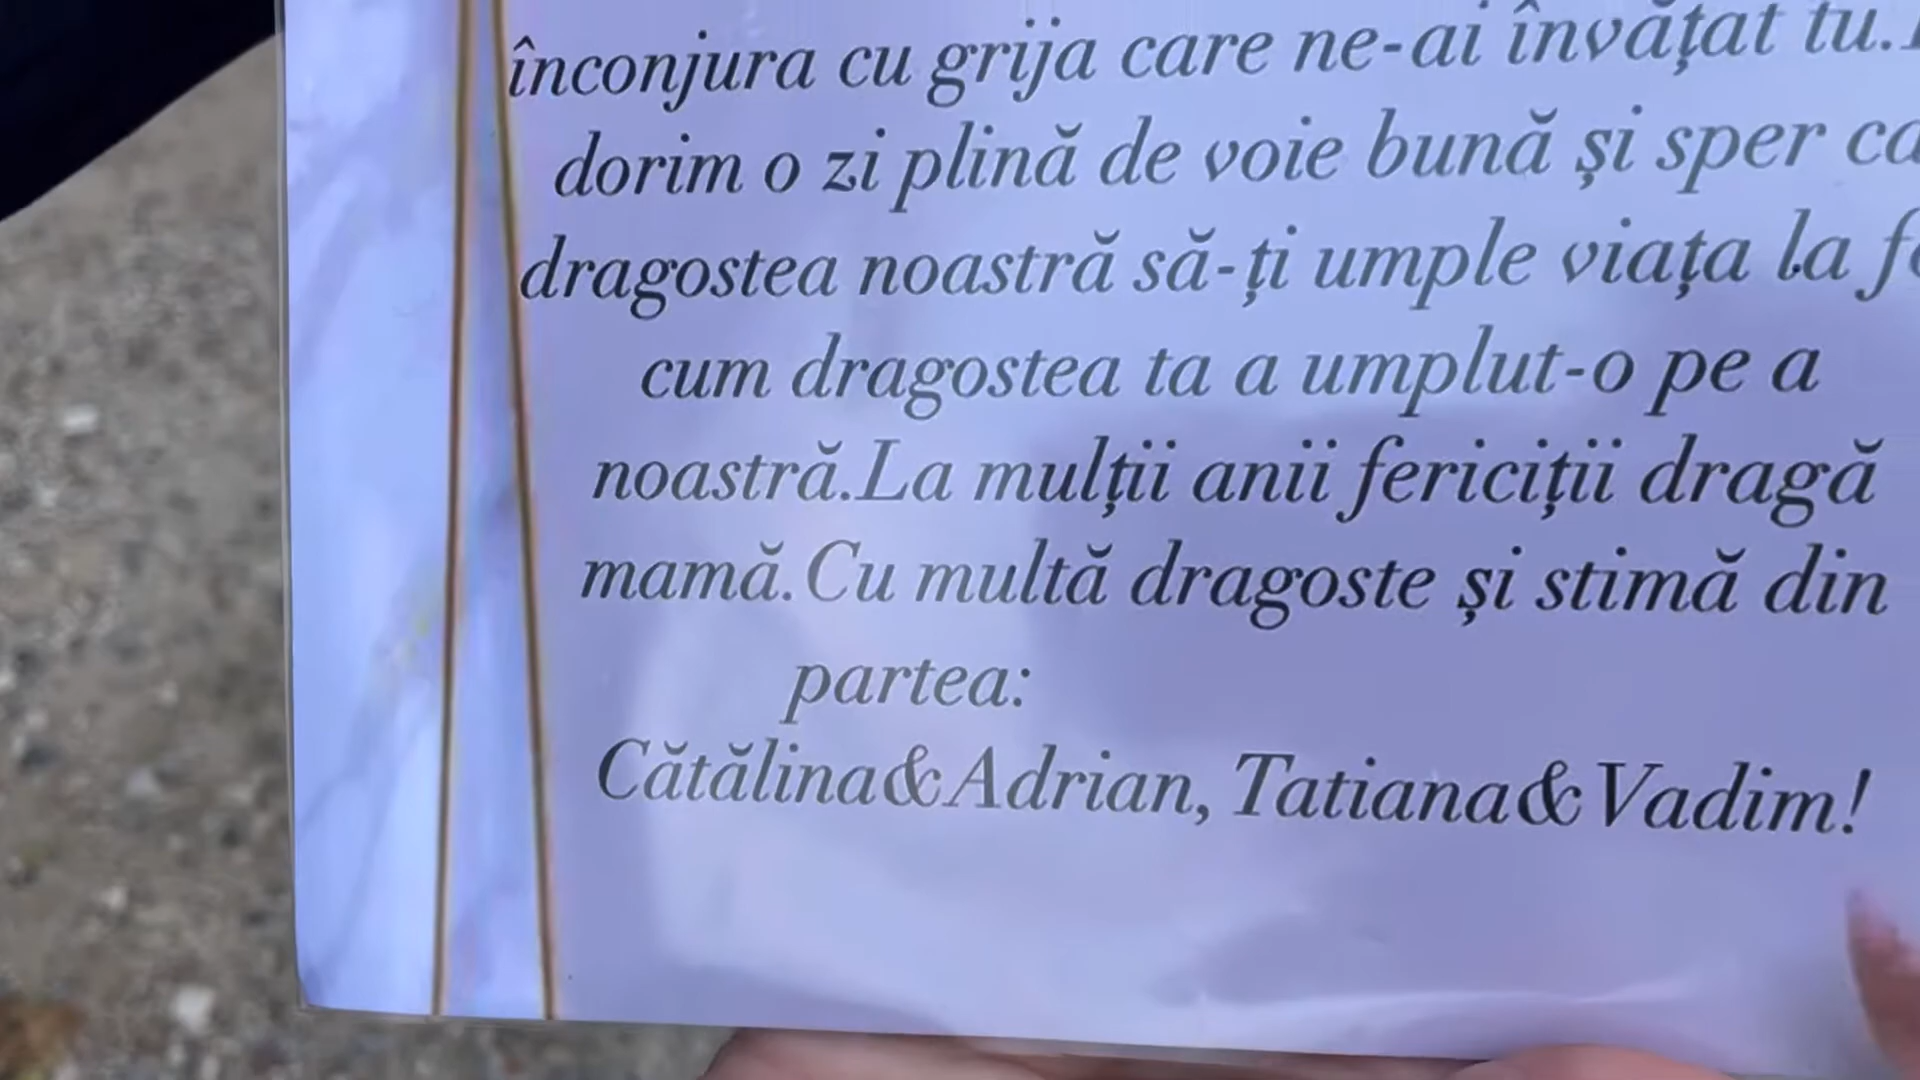 înconjura cu grija care ne-ai învățat tu.
dorim o zi plină de voie bună și sper ca
dragostea noastră să-ți umple viața la
cum dragostea ta a umplut-o pe a
noastră.La mulții anii fericiții dragă
mamă.Cu multă dragoste și stimă din
partea:
Cătălina&Adrian, Tatiana&Vadim!